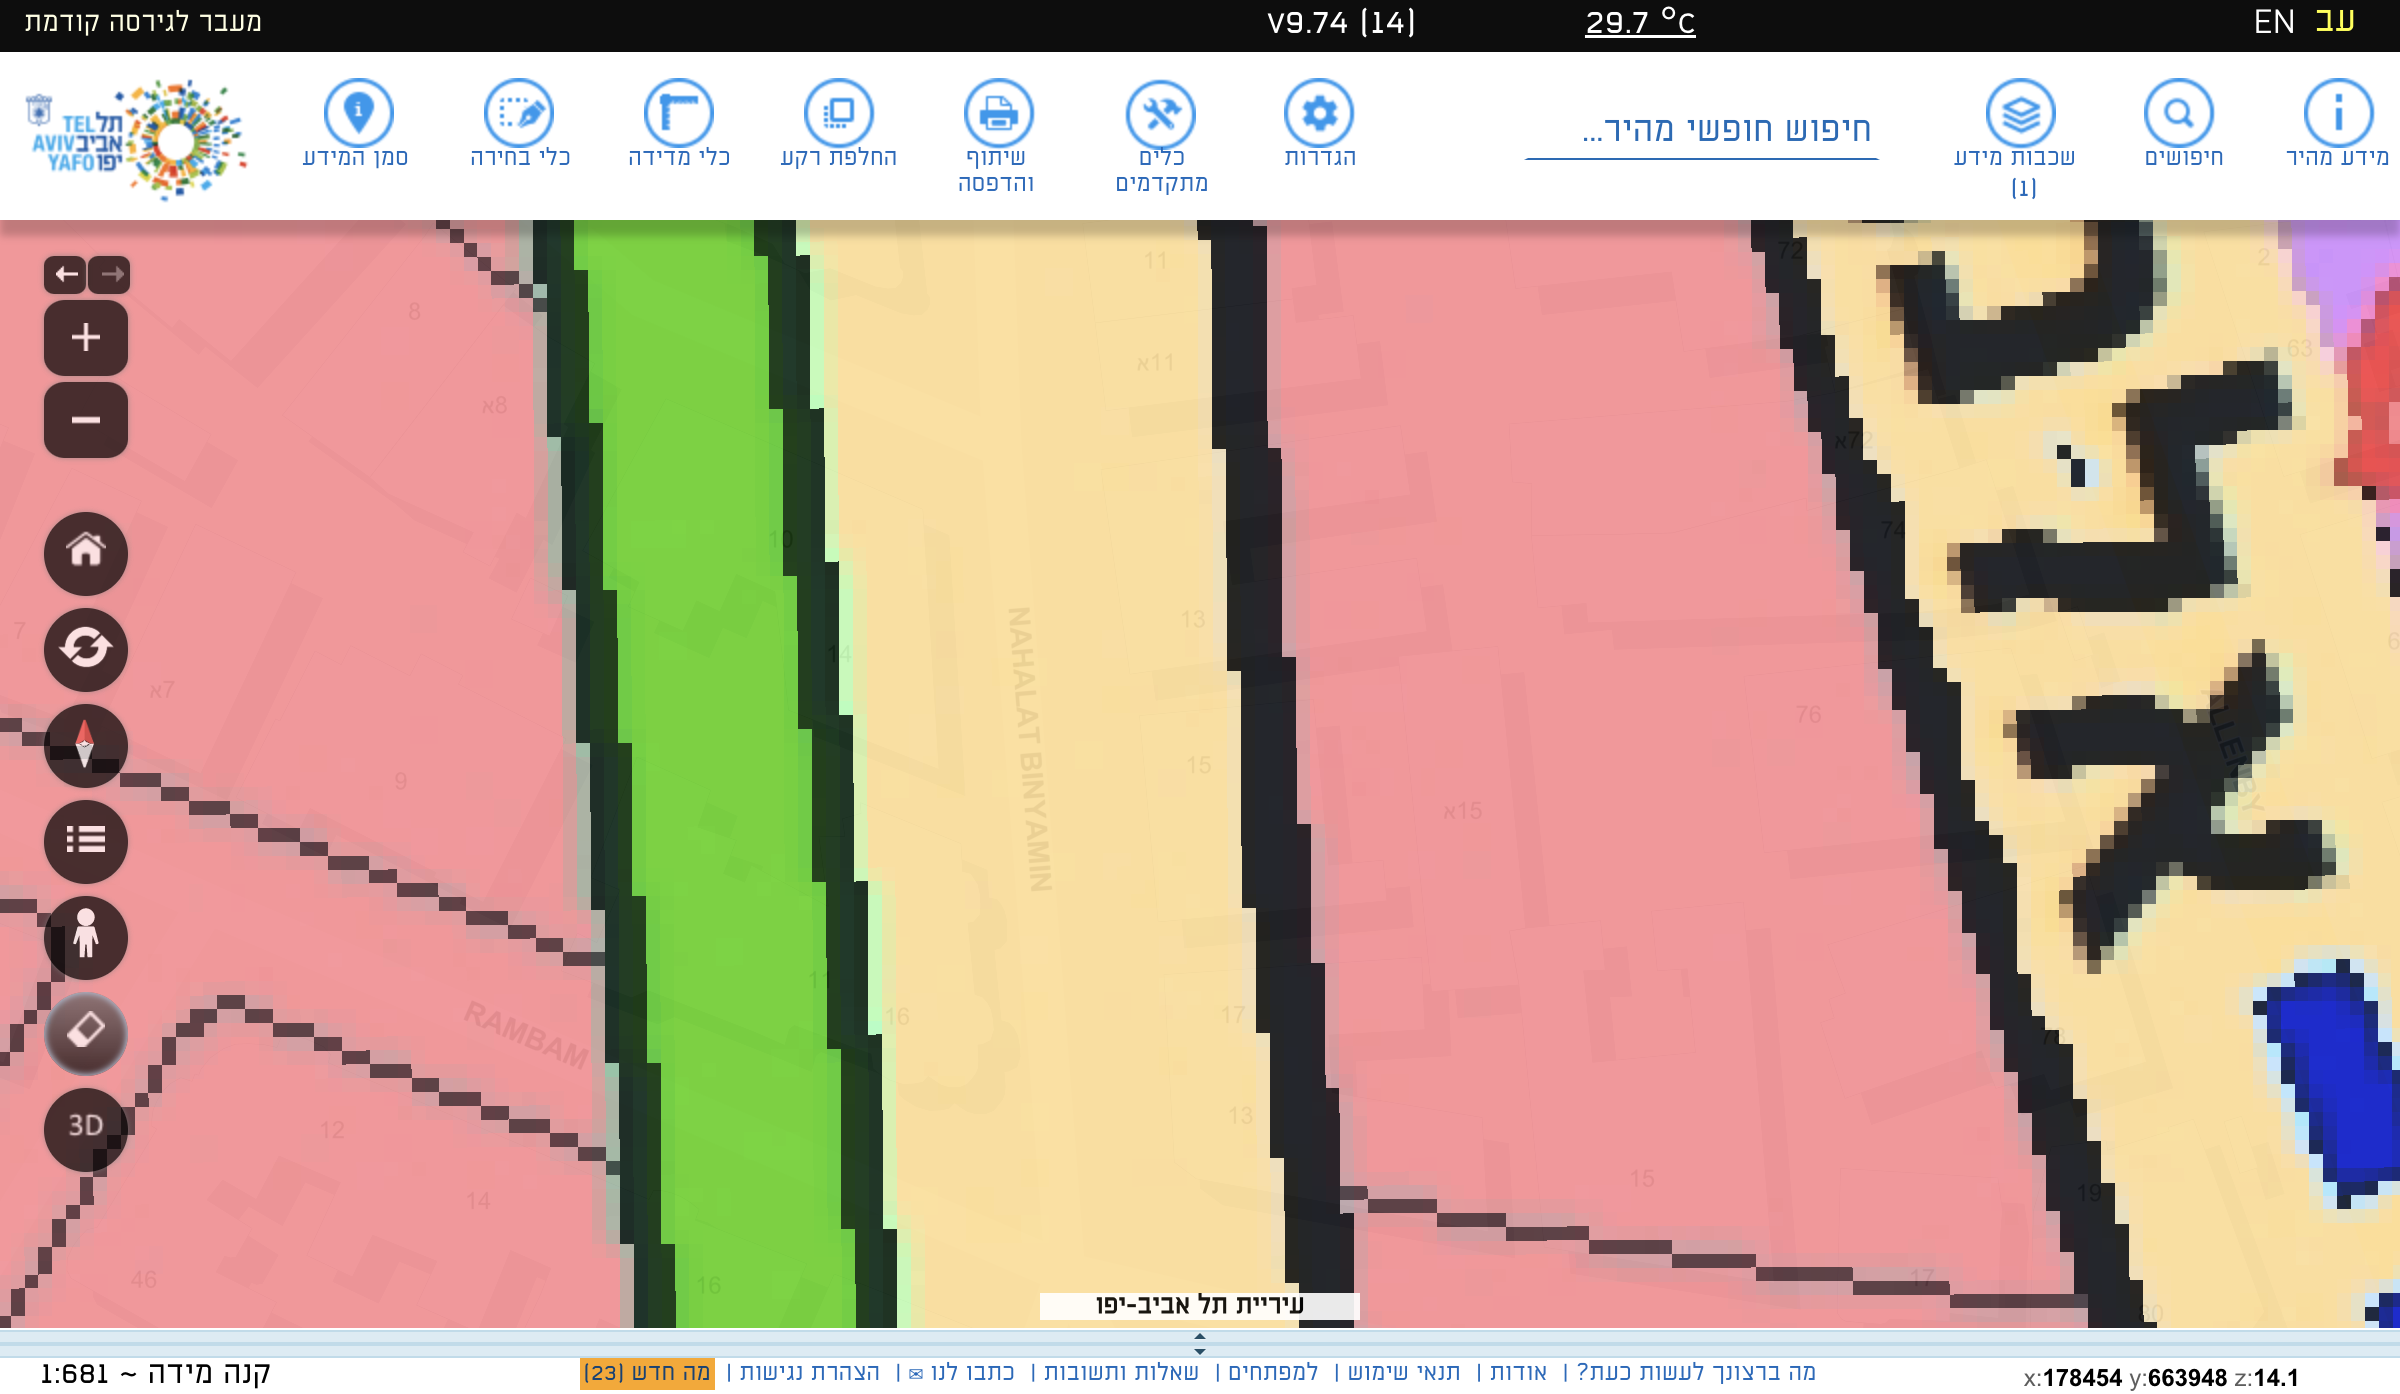 מעבר לגירסה קודמת
V9.74 (14)
29.7 °C
EN עב
תל אביב יפו
TEL AVIV YAFO
סמן המידע
כלי בחירה
כלי מדידה
החלפת רקע
שיתוף והדפסה
כלים מתקדמים
הגדרות
חיפוש חופשי מהיר...
שכבות מידע (1)
חיפושים
מידע מהיר
8
א8
7
א7
9
12
14
46
10
14
11
16
16
11
א11
13
15
17
13
א15
15
17
72
א72
74
76
78
19
80
2
63
RAMBAM
NAHALAT BINYAMIN
ALLENBY
אלנבי
3D
עיריית תל אביב-יפו
קנה מידה ~ 1:681
מה ברצונך לעשות כעת? | אודות | תנאי שימוש | למפתחים | שאלות ותשובות | כתבו לנו ✉ | הצהרת נגישות | מה חדש (23)
x:178454 y:663948 z:14.1